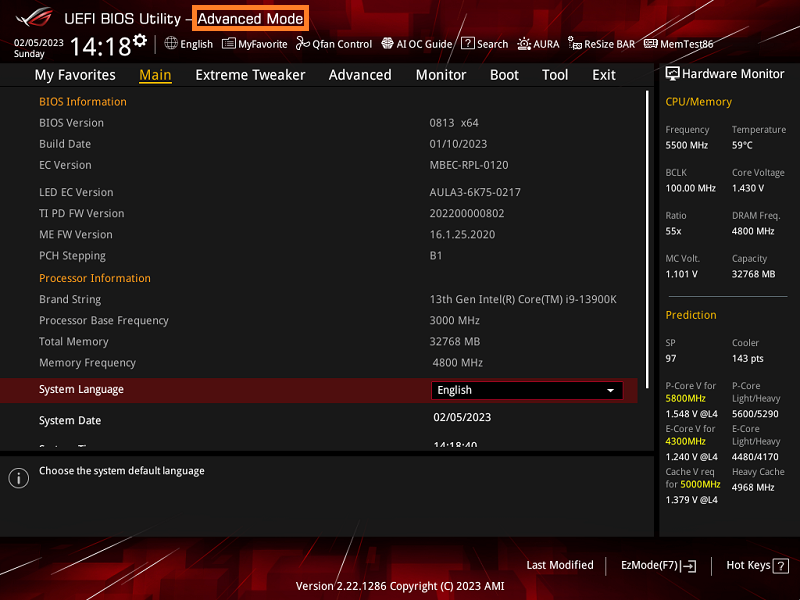 UEFI BIOS Utility – Advanced Mode
02/05/2023
Sunday
14:18
English
MyFavorite
Qfan Control
AI OC Guide
? Search
AURA
ReSize BAR
MemTest86
My Favorites
Main
Extreme Tweaker
Advanced
Monitor
Boot
Tool
Exit
BIOS Information
BIOS Version 0813 x64
Build Date 01/10/2023
EC Version MBEC-RPL-0120
LED EC Version AULA3-6K75-0217
TI PD FW Version 202200000802
ME FW Version 16.1.25.2020
PCH Stepping B1
Processor Information
Brand String 13th Gen Intel(R) Core(TM) i9-13900K
Processor Base Frequency 3000 MHz
Total Memory 32768 MB
Memory Frequency 4800 MHz
System Language English
System Date 02/05/2023
i Choose the system default language
Hardware Monitor
CPU/Memory
Frequency Temperature
5500 MHz 59°C
BCLK Core Voltage
100.00 MHz 1.430 V
Ratio DRAM Freq.
55x 4800 MHz
MC Volt. Capacity
1.101 V 32768 MB
Prediction
SP Cooler
97 143 pts
P-Core V for P-Core
5800MHz Light/Heavy
1.548 V @L4 5600/5290
E-Core V for E-Core
4300MHz Light/Heavy
1.240 V @L4 4480/4170
Cache V req Heavy Cache
for 5000MHz 4968 MHz
1.379 V @L4
Last Modified
EzMode(F7)
Hot Keys ?
Version 2.22.1286 Copyright (C) 2023 AMI